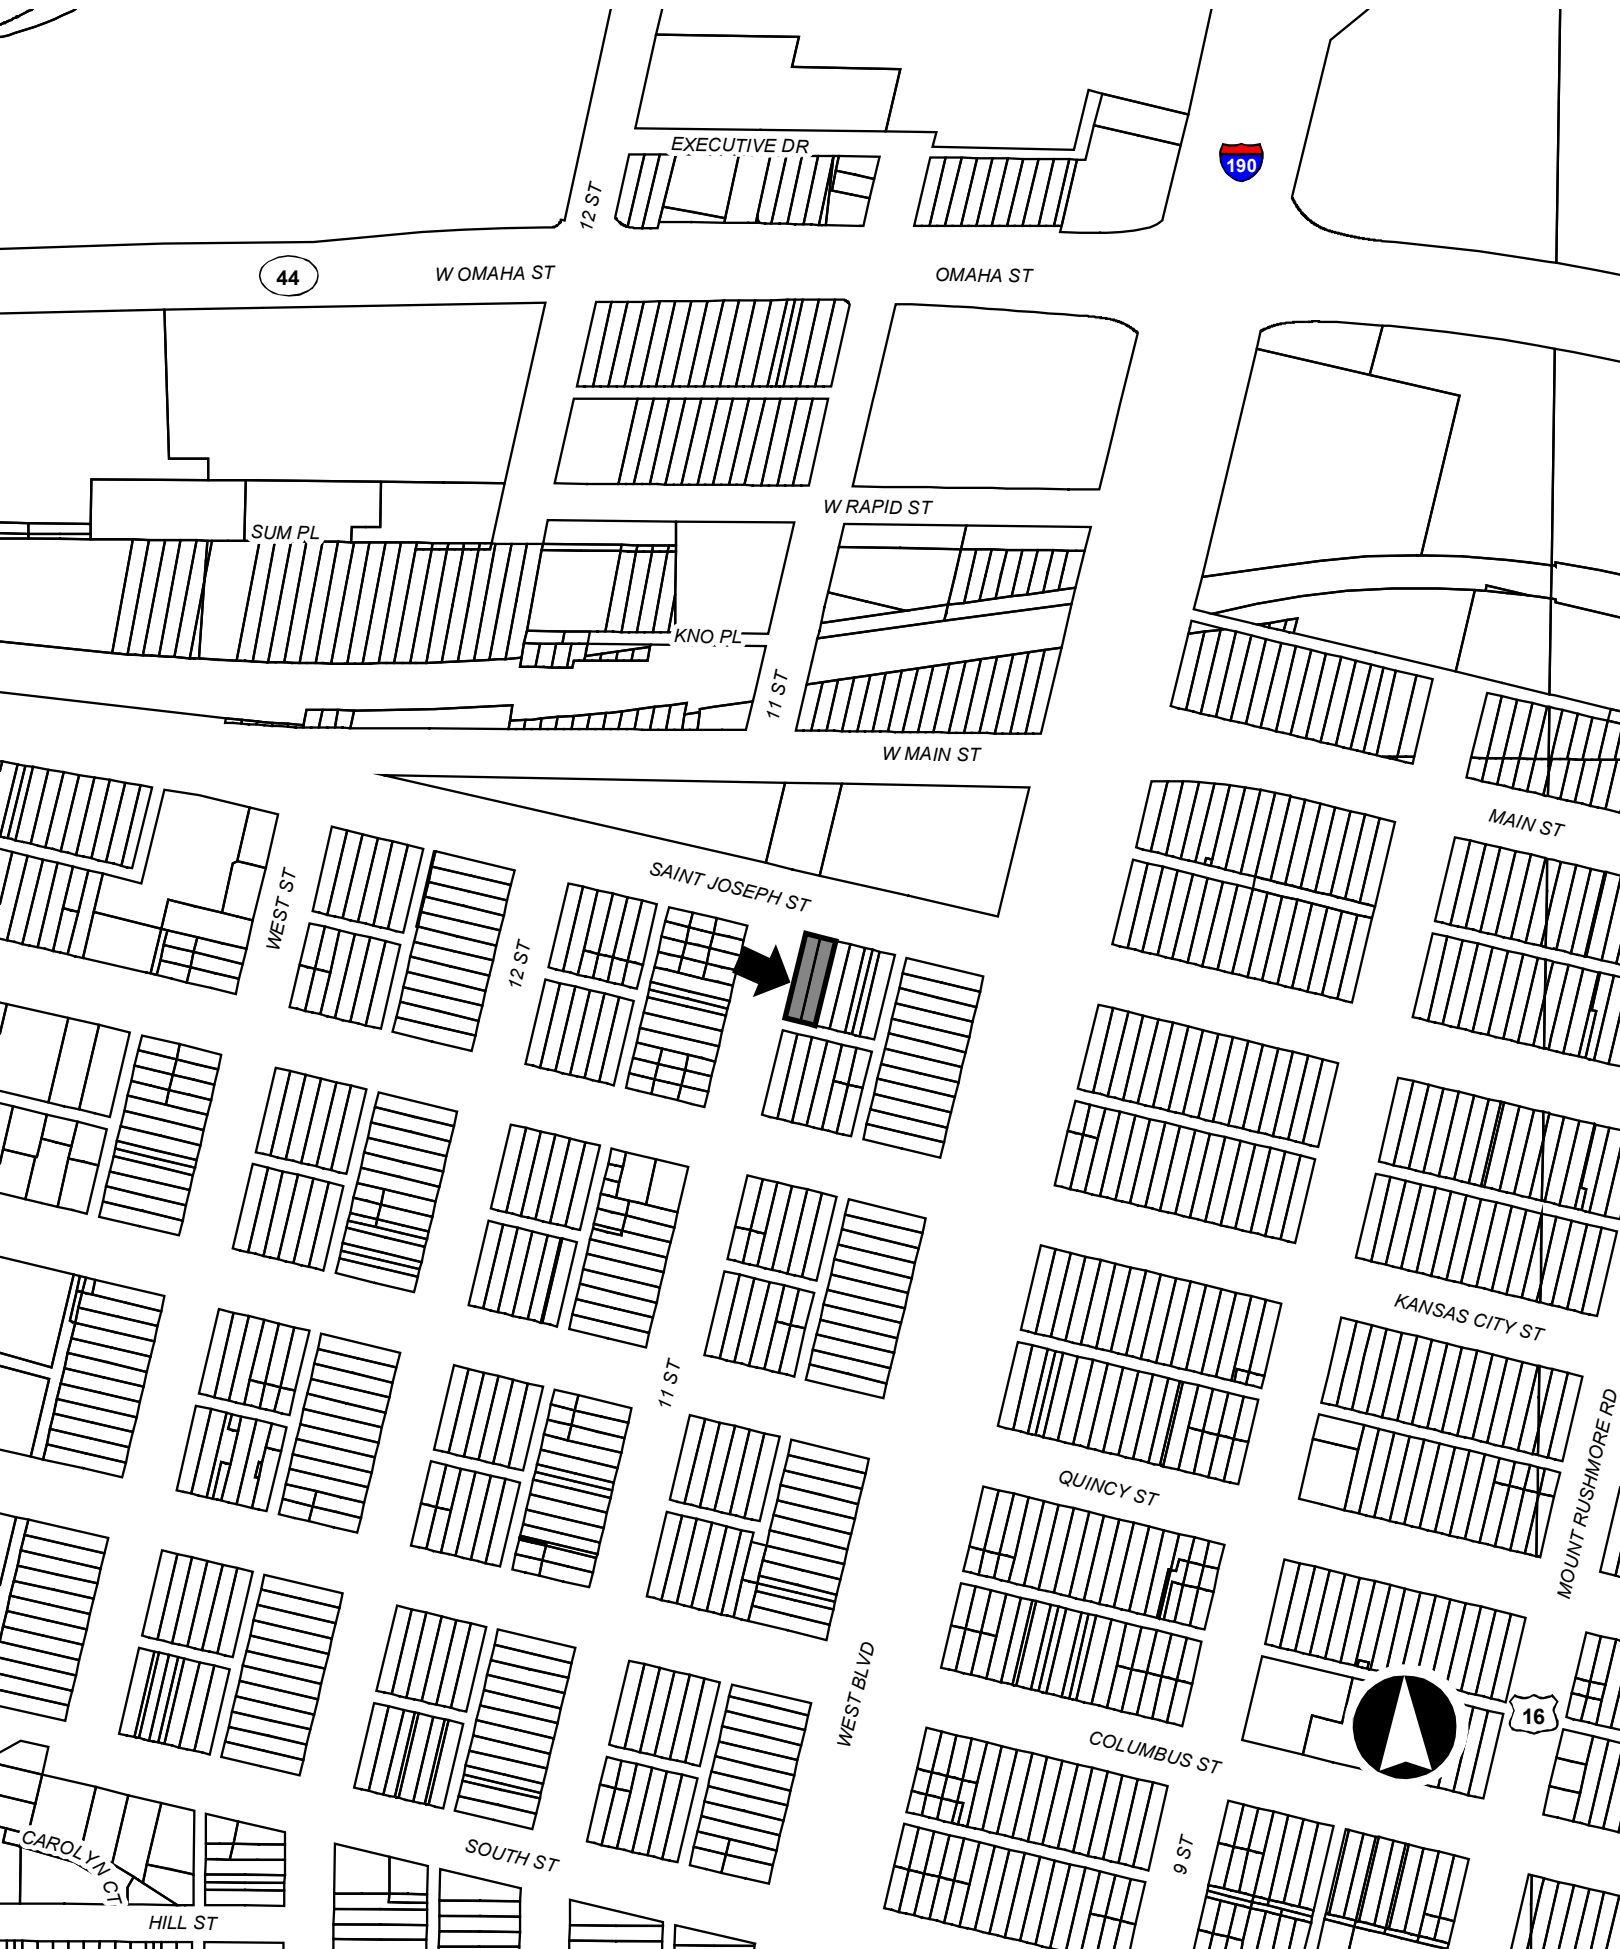 EXECUTIVE DR
190
12 ST
44
W OMAHA ST
OMAHA ST
W RAPID ST
SUM PL
KNO PL
11 ST
W MAIN ST
MAIN ST
SAINT JOSEPH ST
WEST ST
12 ST
KANSAS CITY ST
11 ST
MOUNT RUSHMORE RD
QUINCY ST
WEST BLVD
16
COLUMBUS ST
CAROLYN CT
SOUTH ST
9 ST
HILL ST